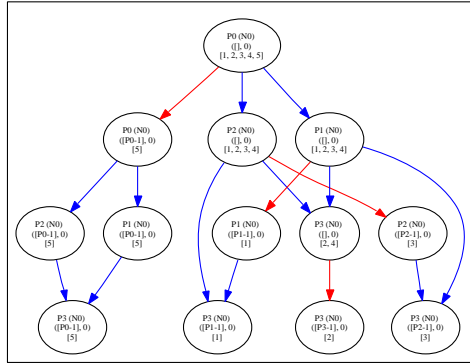 P0 (N0)
([], 0)
[1, 2, 3, 4, 5]
P0 (N0)
([P0-1], 0)
[5]
P2 (N0)
([], 0)
[1, 2, 3, 4]
P1 (N0)
([], 0)
[1, 2, 3, 4]
P2 (N0)
([P0-1], 0)
[5]
P1 (N0)
([P0-1], 0)
[5]
P1 (N0)
([P1-1], 0)
[1]
P3 (N0)
([], 0)
[2, 4]
P2 (N0)
([P2-1], 0)
[3]
P3 (N0)
([P0-1], 0)
[5]
P3 (N0)
([P1-1], 0)
[1]
P3 (N0)
([P3-1], 0)
[2]
P3 (N0)
([P2-1], 0)
[3]